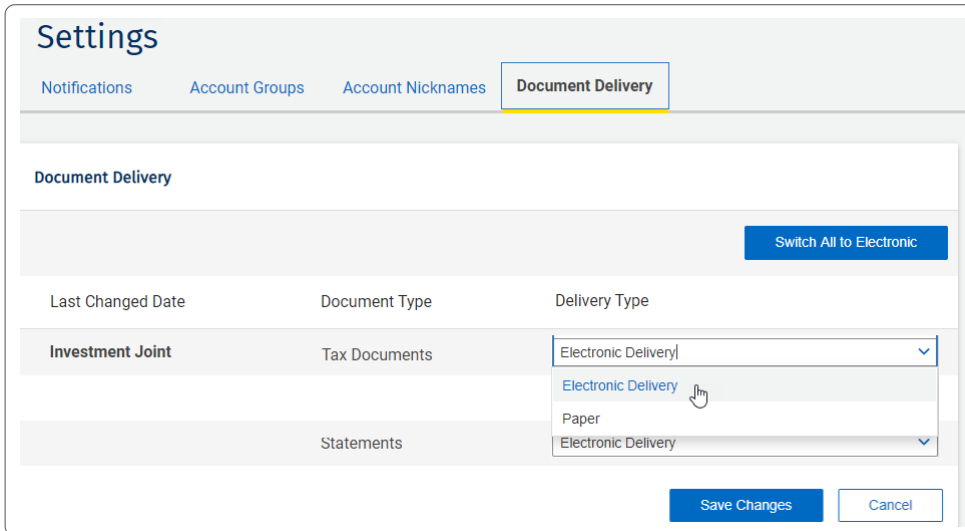 Settings
Notifications Account Groups Account Nicknames Document Delivery
Document Delivery
Switch All to Electronic
Last Changed Date Document Type Delivery Type
Investment Joint Tax Documents Electronic Delivery
Electronic Delivery
Paper
Statements Electronic Delivery
Save Changes Cancel